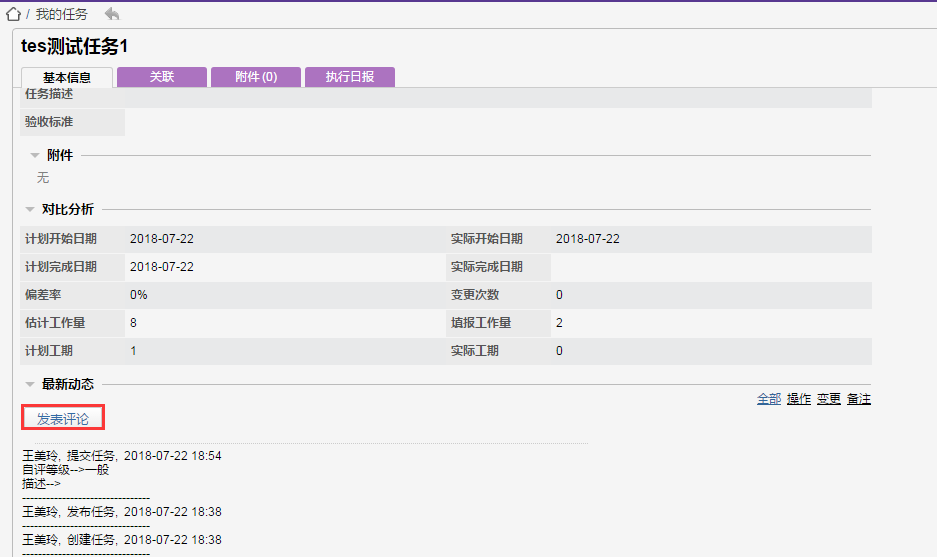 / 我的任务
tes测试任务1
基本信息 关联 附件(0) 执行日报
任务描述
验收标准
附件
无
对比分析
计划开始日期 2018-07-22 实际开始日期 2018-07-22
计划完成日期 2018-07-22 实际完成日期
偏差率 0% 变更次数 0
估计工作量 8 填报工作量 2
计划工期 1 实际工期 0
最新动态
全部 操作 变更 备注
发表评论
王美玲, 提交任务, 2018-07-22 18:54
自评等级-->一般
描述-->
--------------------------------
王美玲, 发布任务, 2018-07-22 18:38
--------------------------------
王美玲, 创建任务, 2018-07-22 18:38
--------------------------------